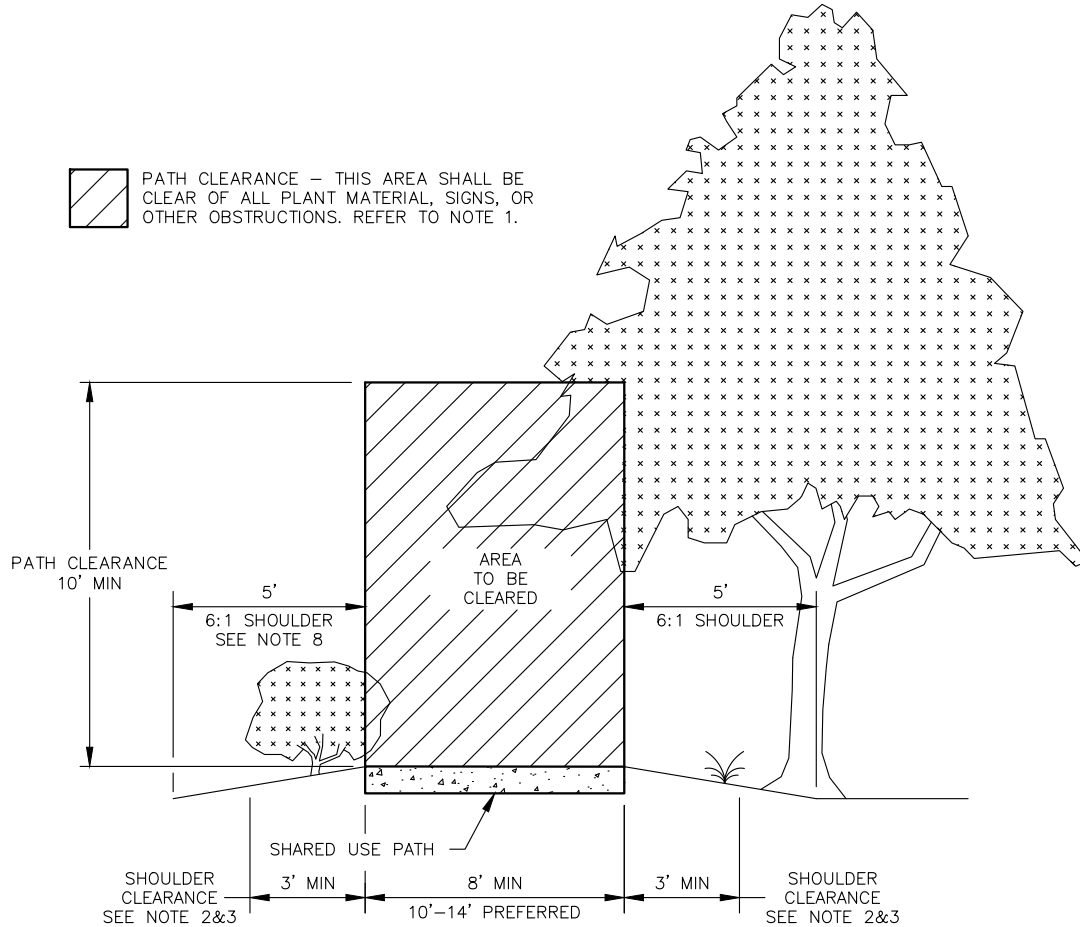 PATH CLEARANCE – THIS AREA SHALL BE
CLEAR OF ALL PLANT MATERIAL, SIGNS, OR
OTHER OBSTRUCTIONS. REFER TO NOTE 1.
PATH CLEARANCE
10' MIN
AREA
TO BE
CLEARED
5'
6:1 SHOULDER
SEE NOTE 8
5'
6:1 SHOULDER
SHARED USE PATH
SHOULDER
CLEARANCE
SEE NOTE 2&3
3' MIN
8' MIN
10'–14' PREFERRED
3' MIN
SHOULDER
CLEARANCE
SEE NOTE 2&3